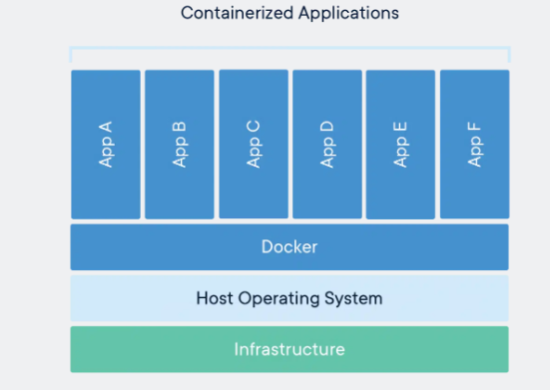 Containerized Applications
App A
App B
App C
App D
App E
App F
Docker
Host Operating System
Infrastructure